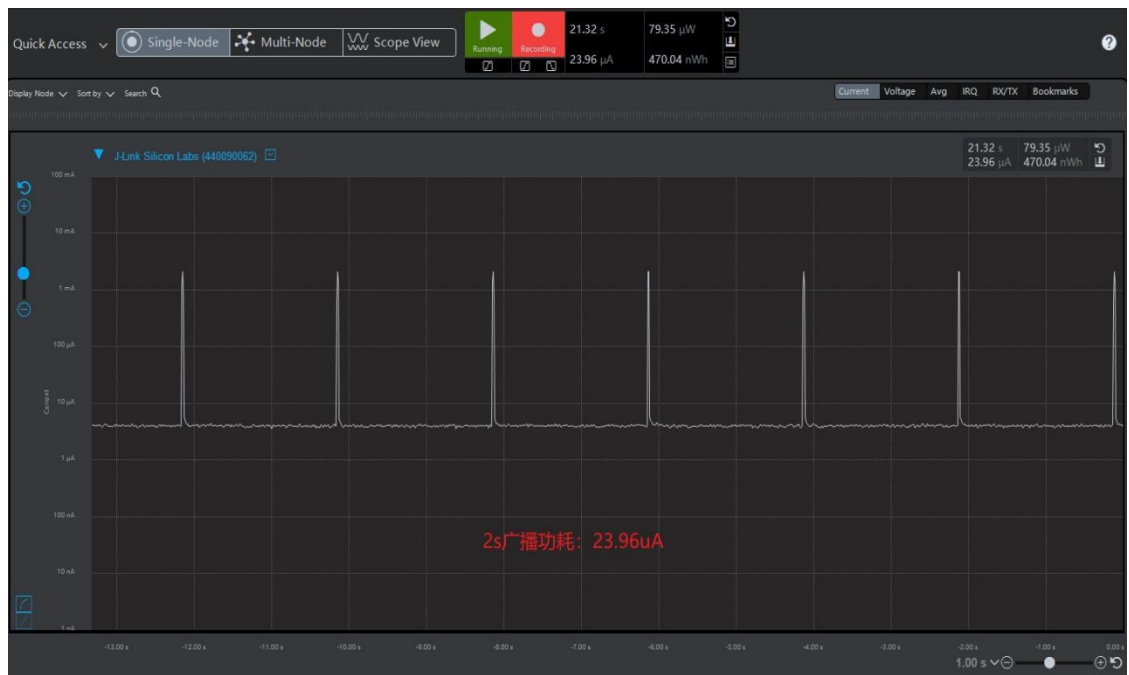 Quick Access
Single-Node
Multi-Node
Scope View
Running
Recording
21.32 s
79.35 µW
23.96 µA
470.04 nWh
Display Node
Sort by
Search
Current
Voltage
Avg
IRQ
RX/TX
Bookmarks
J-Link Silicon Labs (440090062)
21.32 s
79.35 µW
23.96 µA
470.04 nWh
100 mA
10 mA
1 mA
100 µA
10 µA
1 µA
100 nA
10 nA
1 nA
Current
2s广播功耗：23.96uA
-13.00 s
-12.00 s
-11.00 s
-10.00 s
-9.00 s
-8.00 s
-7.00 s
-6.00 s
-5.00 s
-4.00 s
-3.00 s
-2.00 s
-1.00 s
0.00 s
1.00 s